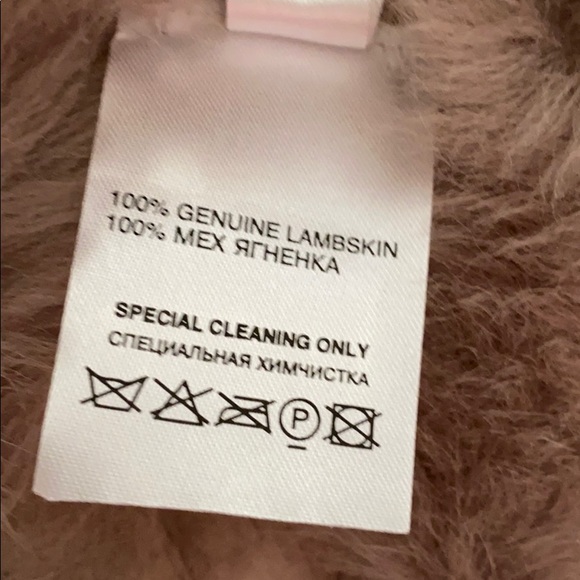 100% GENUINE LAMBSKIN
100% МЕХ ЯГНЕНКА
SPECIAL CLEANING ONLY
СПЕЦИАЛЬНАЯ ХИМЧИСТКА
P